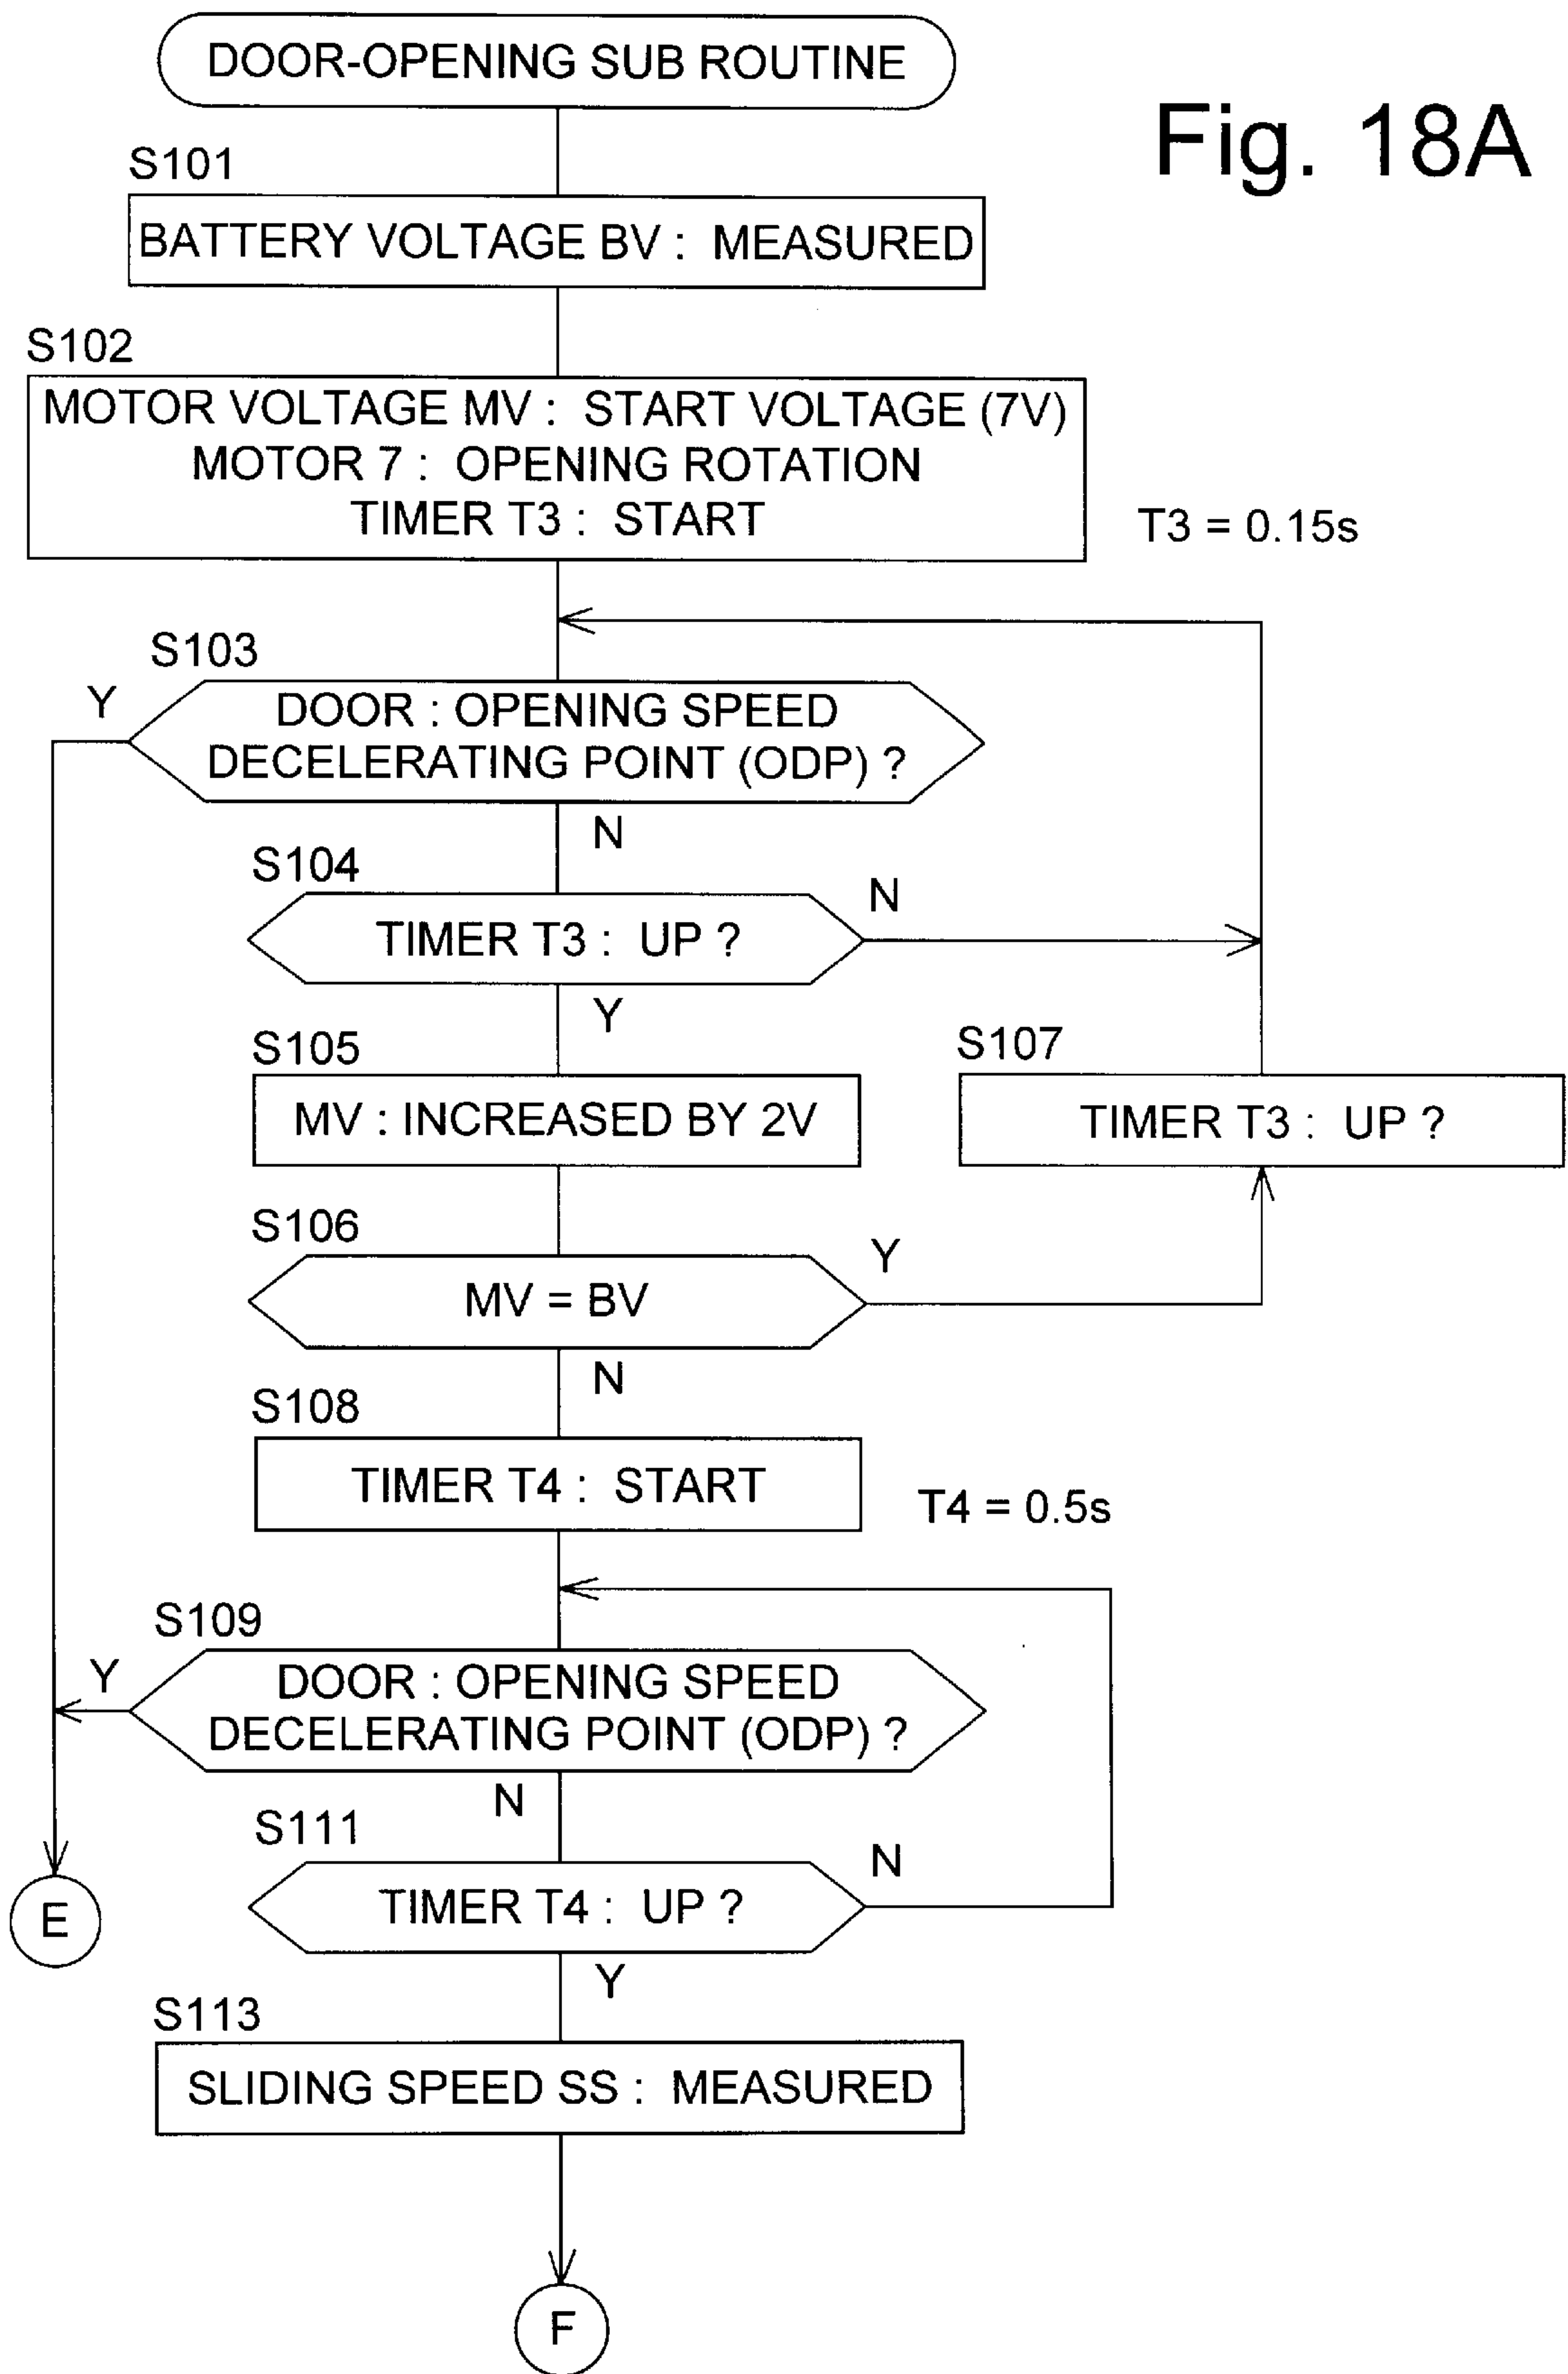 DOOR-OPENING SUB ROUTINE
Fig. 18A
S101
BATTERY VOLTAGE BV : MEASURED
S102
MOTOR VOLTAGE MV : START VOLTAGE (7V)
MOTOR 7 : OPENING ROTATION
TIMER T3 : START
T3 = 0.15s
S103
Y
DOOR : OPENING SPEED
DECELERATING POINT (ODP) ?
N
S104
N
TIMER T3 : UP ?
Y
S105
MV : INCREASED BY 2V
S107
TIMER T3 : UP ?
S106
Y
MV = BV
N
S108
TIMER T4 : START
T4 = 0.5s
S109
Y
DOOR : OPENING SPEED
DECELERATING POINT (ODP) ?
N
S111
N
TIMER T4 : UP ?
E
Y
S113
SLIDING SPEED SS : MEASURED
F